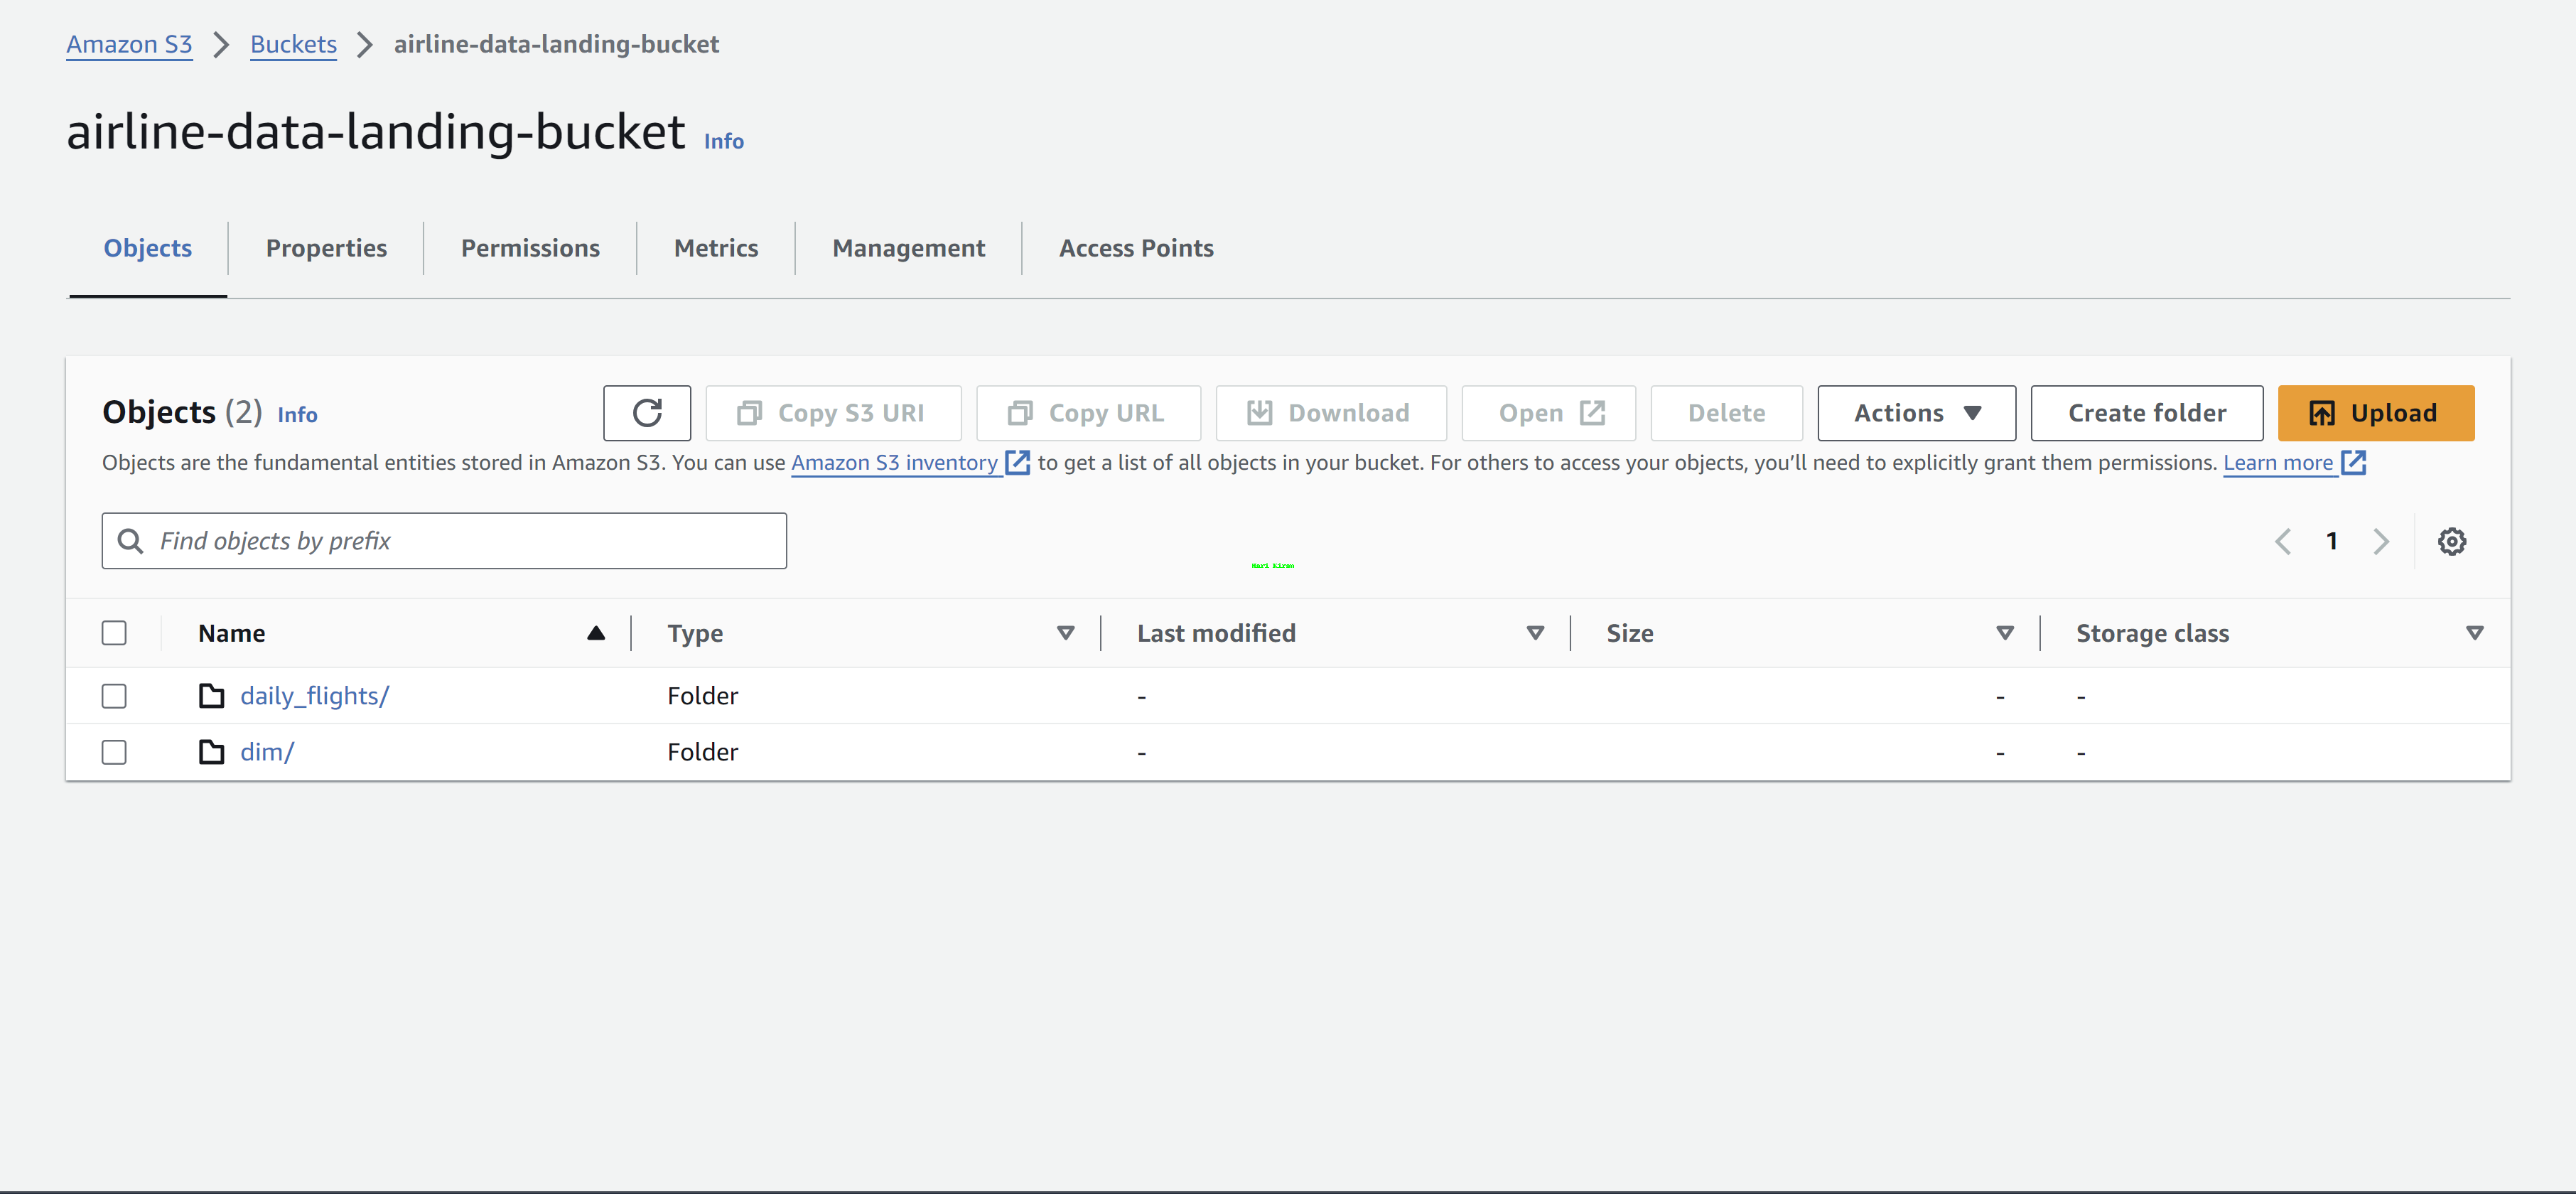 Amazon S3 > Buckets > airline-data-landing-bucket
airline-data-landing-bucket Info
Objects Properties Permissions Metrics Management Access Points
Objects (2) Info Copy S3 URI Copy URL Download Open Delete Actions Create folder Upload
Objects are the fundamental entities stored in Amazon S3. You can use Amazon S3 inventory to get a list of all objects in your bucket. For others to access your objects, you’ll need to explicitly grant them permissions. Learn more
Find objects by prefix 1
Hari Kiran
Name Type Last modified Size Storage class
daily_flights/ Folder - - -
dim/ Folder - - -